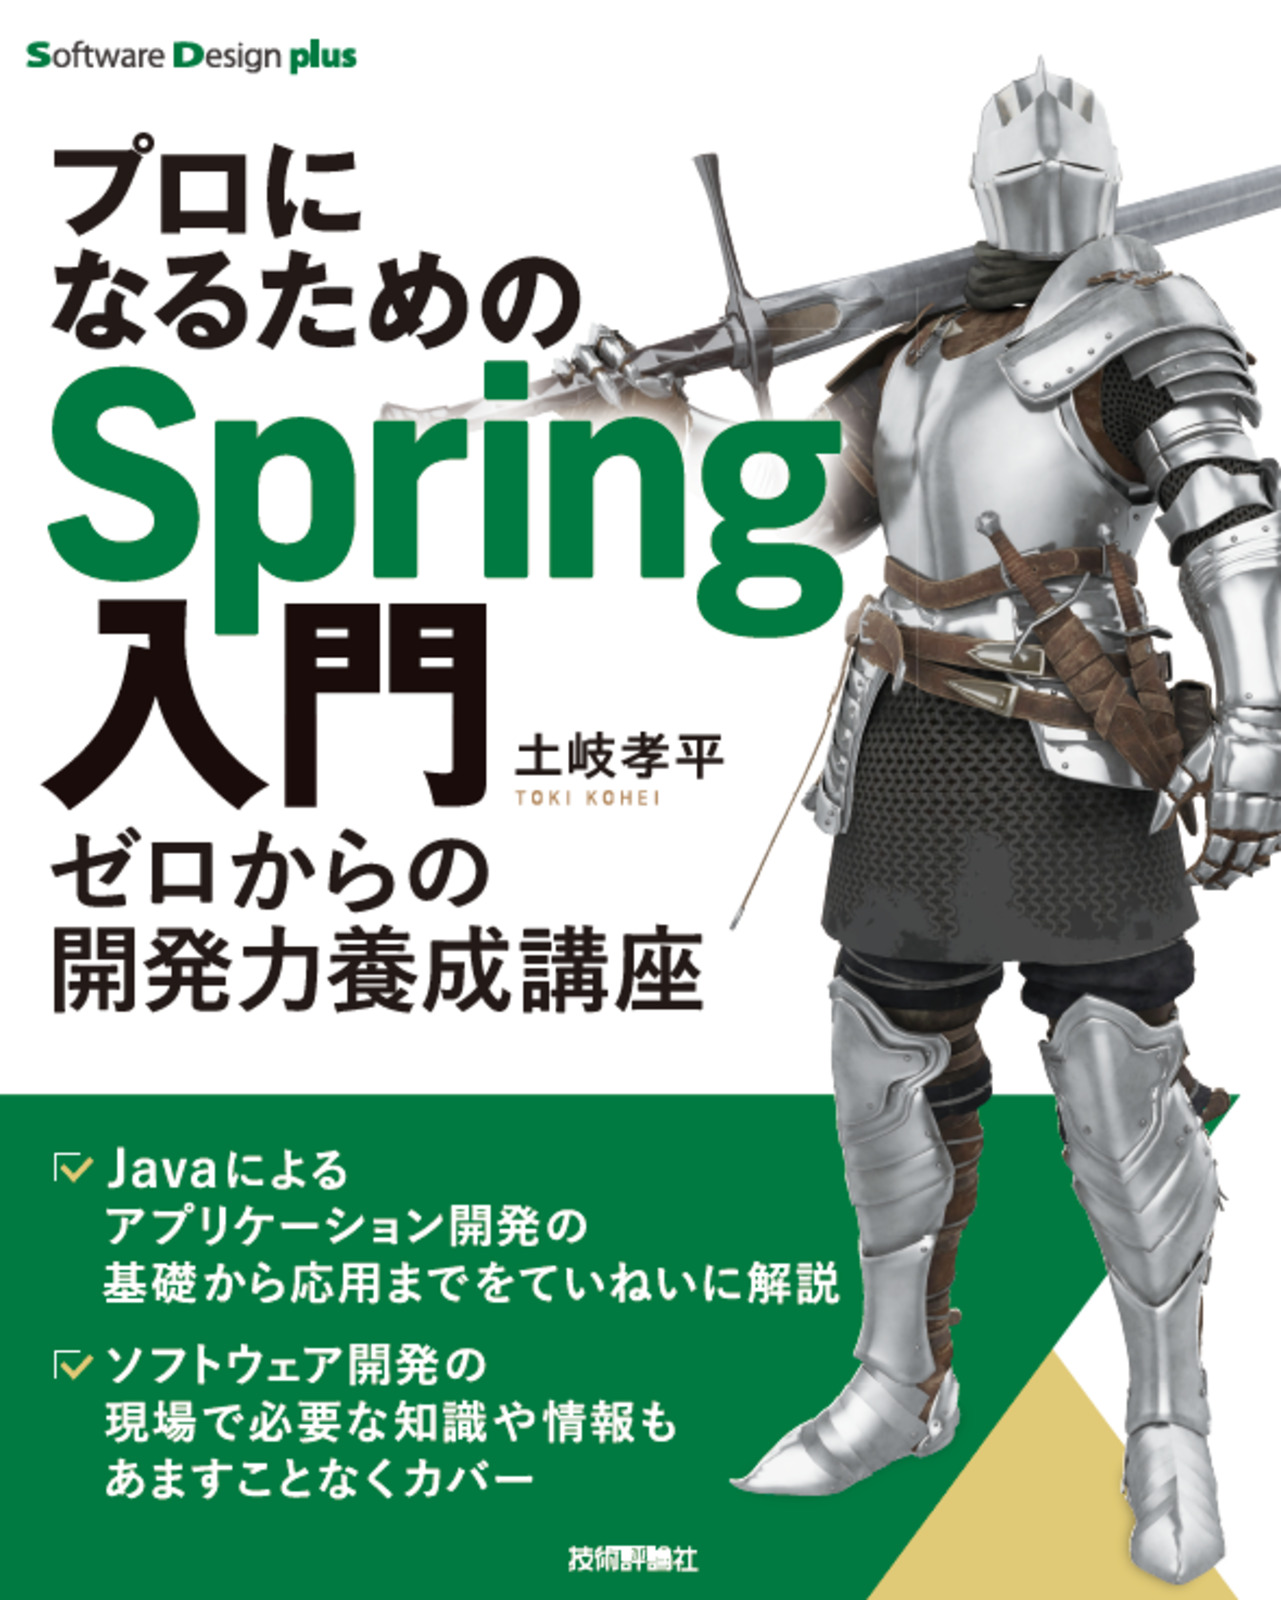 Software Design plus
プロに
なるための
Spring
入門
土岐孝平
TOKI KOHEI
ゼロからの
開発力養成講座
Javaによる
アプリケーション開発の
基礎から応用までをていねいに解説
ソフトウェア開発の
現場で必要な知識や情報も
あますことなくカバー
技術評論社